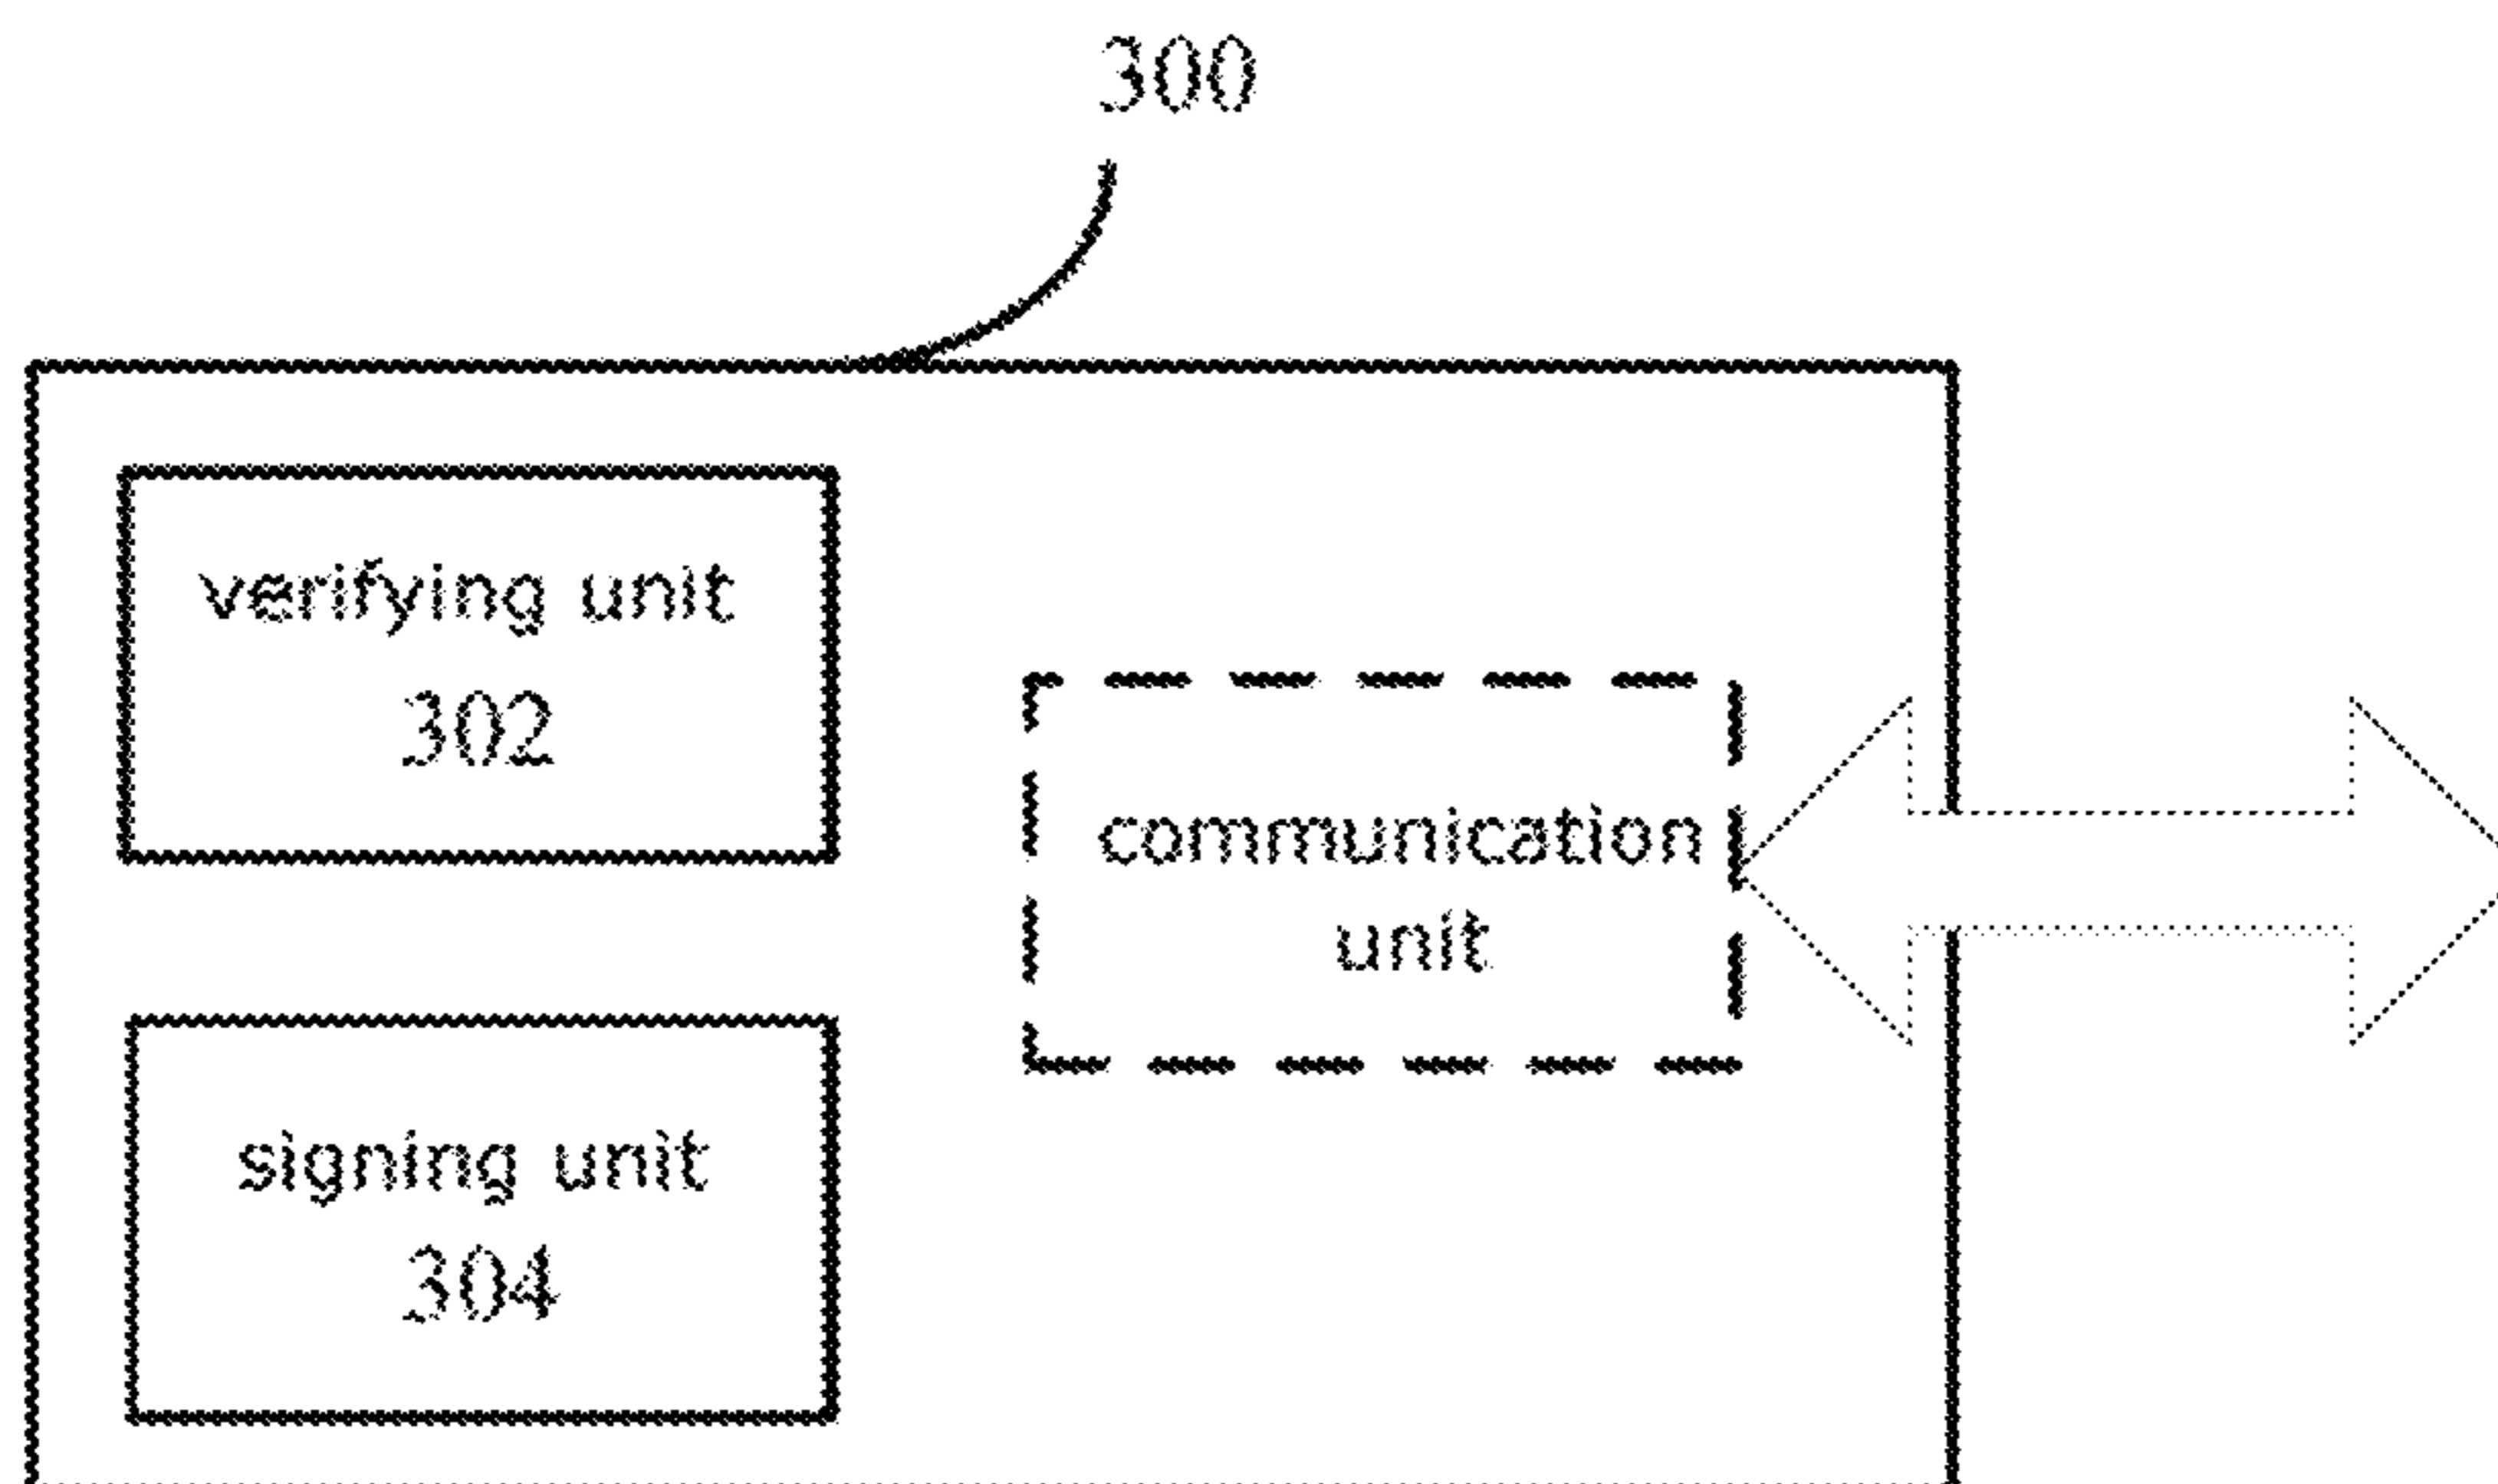 300
verifying unit
302
communication
unit
signing unit
304